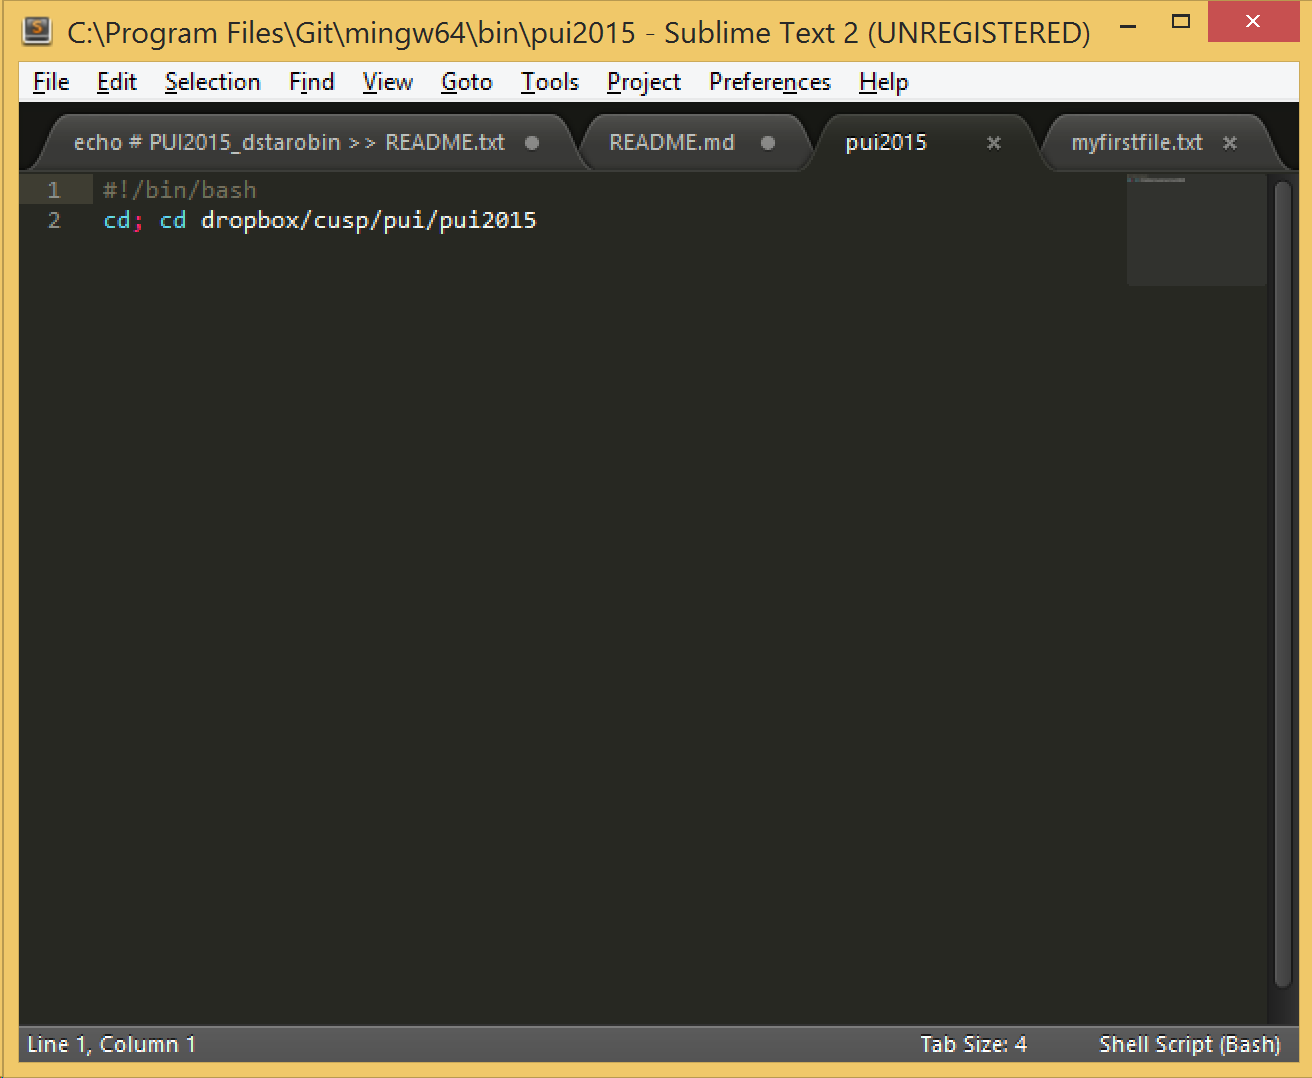 C:\Program Files\Git\mingw64\bin\pui2015 - Sublime Text 2 (UNREGISTERED)
File Edit Selection Find View Goto Tools Project Preferences Help
echo # PUI2015_dstarobin >> README.txt README.md pui2015 myfirstfile.txt
1 #!/bin/bash
2 cd; cd dropbox/cusp/pui/pui2015
Line 1, Column 1 Tab Size: 4 Shell Script (Bash)